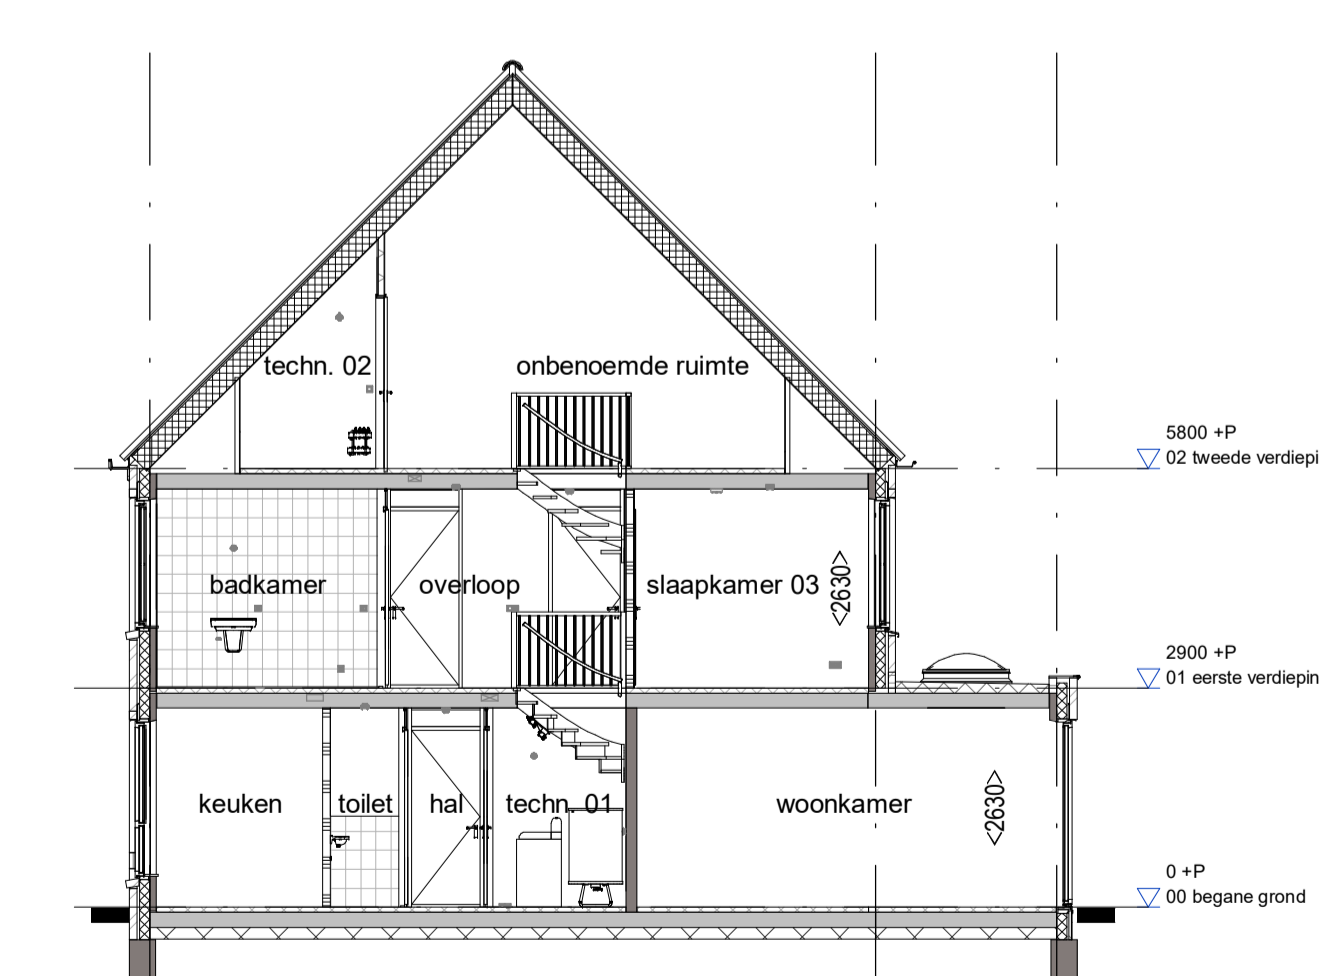 techn. 02
onbenoemde ruimte
5800 +P
02 tweede verdiepi
badkamer
overloop
slaapkamer 03
<2630>
2900 +P
01 eerste verdiepin
keuken
toilet
hal
techn. 01
woonkamer
<2630>
0 +P
00 begane grond